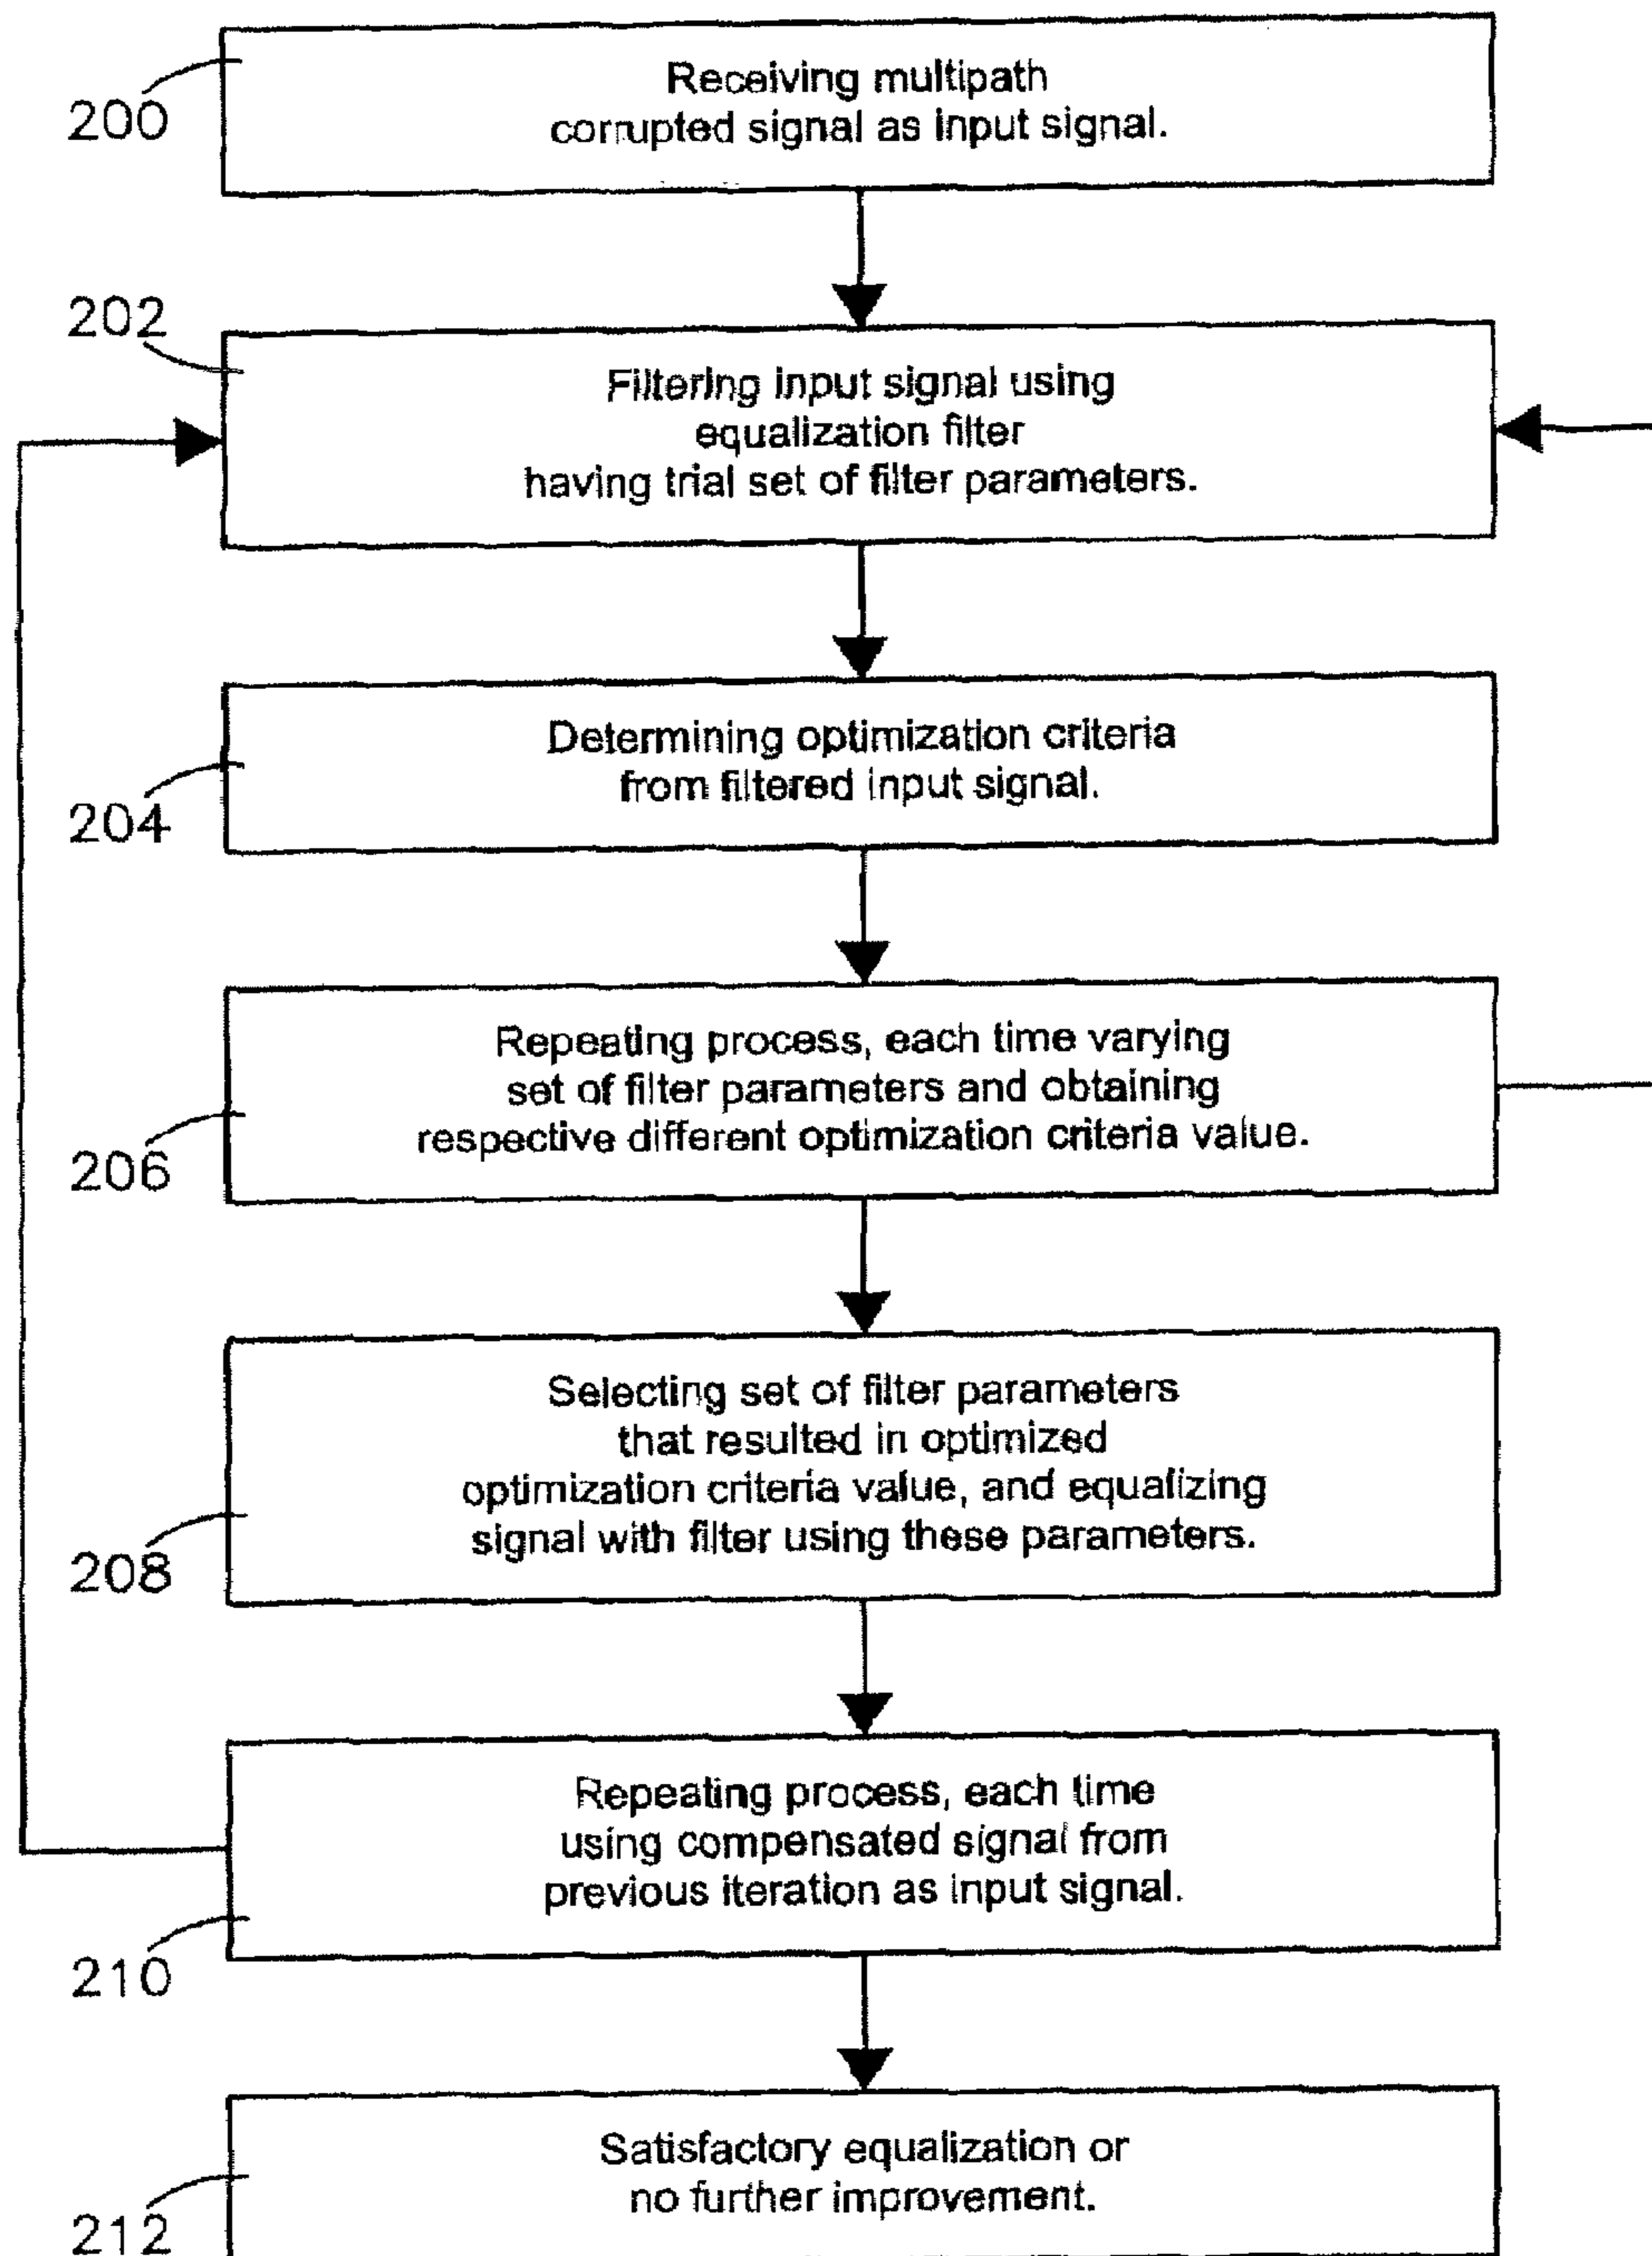 200
Receiving multipath
corrupted signal as input signal.
202
Filtering input signal using
equalization filter
having trial set of filter parameters.
204
Determining optimization criteria
from filtered input signal.
206
Repeating process, each time varying
set of filter parameters and obtaining
respective different optimization criteria value.
208
Selecting set of filter parameters
that resulted in optimized
optimization criteria value, and equalizing
signal with filter using these parameters.
210
Repeating process, each time
using compensated signal from
previous iteration as input signal.
212
Satisfactory equalization or
no further improvement.